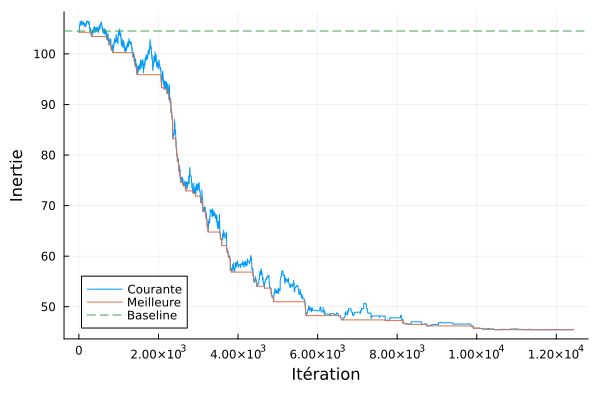 Inertie
100
90
80
70
60
50
Courante
Meilleure
Baseline
0
2.00×10³
4.00×10³
6.00×10³
8.00×10³
1.00×10⁴
1.20×10⁴
Itération